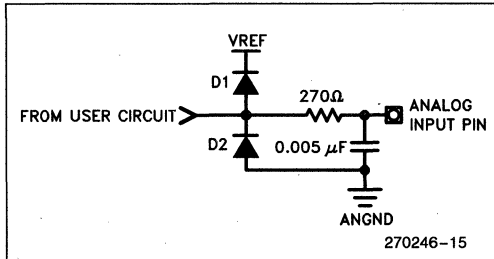 VREF
D1
270Ω
FROM USER CIRCUIT
ANALOG
INPUT PIN
D2
0.005 μF
ANGND
270246-15